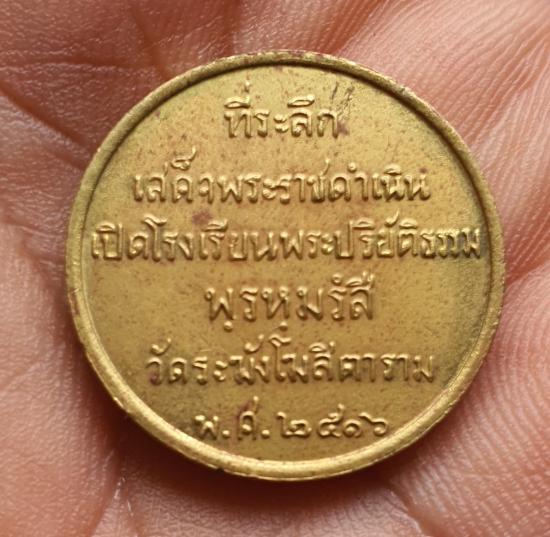 ที่ระลึก
เสด็จพระราชดำเนิน
เปิดโรงเรียนพระปริยัติธรรม
พฺรหฺมรํสี
วัดระฆังโฆสิตาราม
พ.ศ. ๒๕๑๖